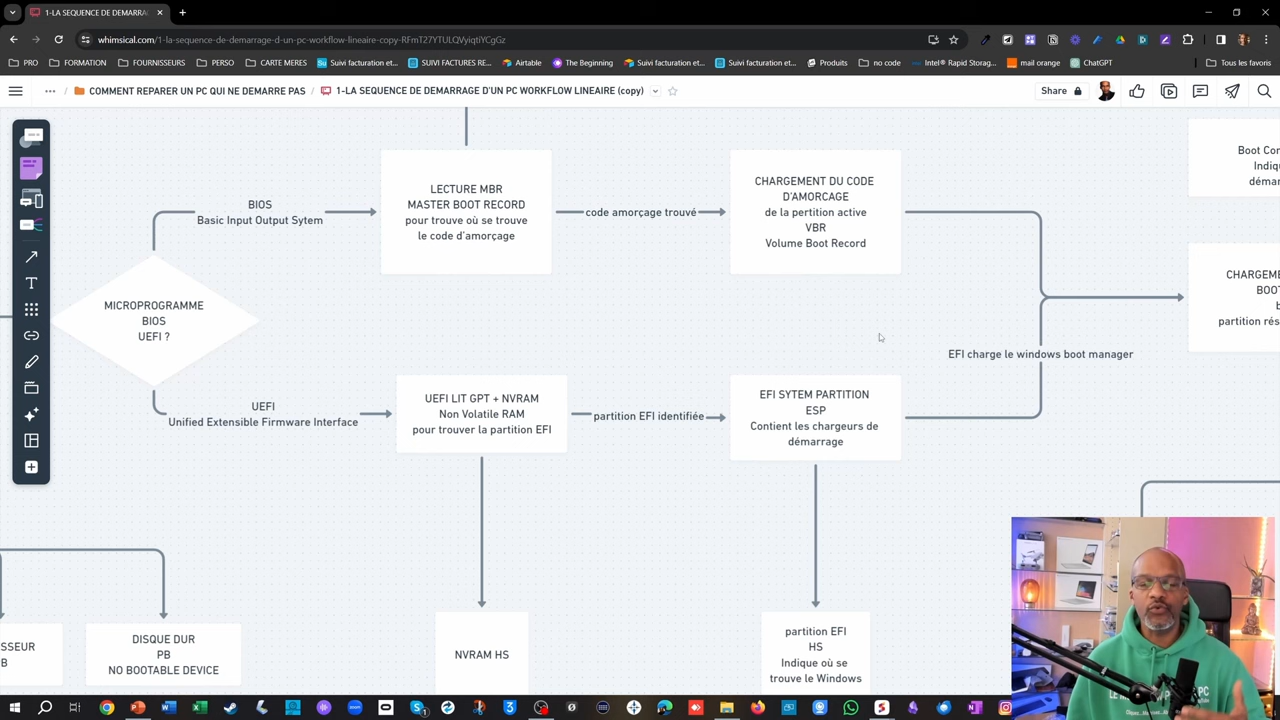 1-LA SEQUENCE DE DEMARRA
whimsical.com/1-la-sequence-de-demarrage-d-un-pc-workflow-lineaire-copy-RFmT27YTULQVyiqtiYCgGz
PRO
FORMATION
FOURNISSEURS
PERSO
CARTE MERES
Suivi facturation et...
SUIVI FACTURES RE...
Airtable
The Beginning
Suivi facturation et...
Suivi facturation et...
Produits
no code
Intel® Rapid Storag...
mail orange
ChatGPT
Tous les favoris
... / COMMENT REPARER UN PC QUI NE DEMARRE PAS / 1-LA SEQUENCE DE DEMARRAGE D'UN PC WORKFLOW LINEAIRE (copy)
Share
LECTURE MBR
MASTER BOOT RECORD
pour trouver où se trouve
le code d'amorçage
code amorçage trouvé
CHARGEMENT DU CODE
D'AMORCAGE
de la pertition active
VBR
Volume Boot Record
Boot Con
Indiqu
démar
BIOS
Basic Input Output Sytem
MICROPROGRAMME
BIOS
UEFI ?
CHARGEME
BOOT
b
partition rés
EFI charge le windows boot manager
UEFI
Unified Extensible Firmware Interface
UEFI LIT GPT + NVRAM
Non Volatile RAM
pour trouver la partition EFI
partition EFI identifiée
EFI SYTEM PARTITION
ESP
Contient les chargeurs de
démarrage
SSEUR
B
DISQUE DUR
PB
NO BOOTABLE DEVICE
NVRAM HS
partition EFI
HS
Indique où se
trouve le Windows